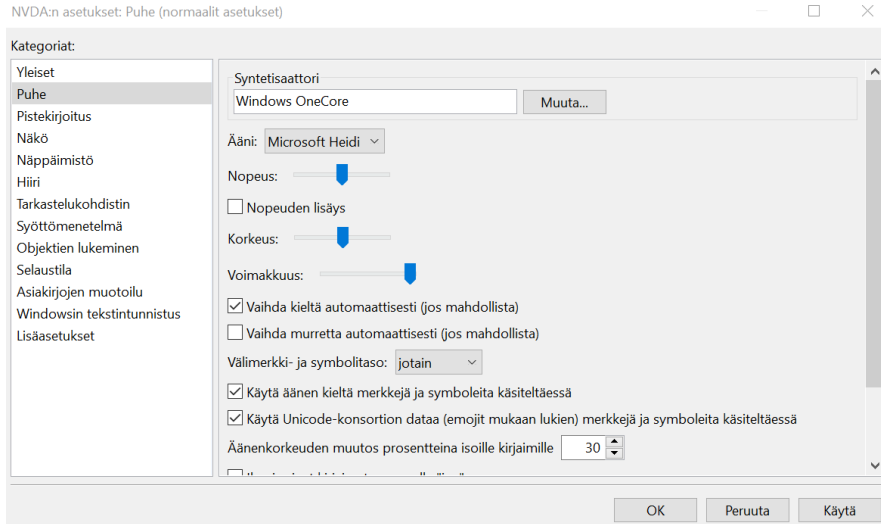 NVDA:n asetukset: Puhe (normaalit asetukset)
Kategoriat:
Yleiset
Puhe
Pistekirjoitus
Näkö
Näppäimistö
Hiiri
Tarkastelukohdistin
Syöttömenetelmä
Objektien lukeminen
Selaustila
Asiakirjojen muotoilu
Windowsin tekstintunnistus
Lisäasetukset
Syntetisaattori
Windows OneCore Muuta...
Ääni: Microsoft Heidi
Nopeus:
Nopeuden lisäys
Korkeus:
Voimakkuus:
Vaihda kieltä automaattisesti (jos mahdollista)
Vaihda murretta automaattisesti (jos mahdollista)
Välimerkki- ja symbolitaso: jotain
Käytä äänen kieltä merkkejä ja symboleita käsiteltäessä
Käytä Unicode-konsortion dataa (emojit mukaan lukien) merkkejä ja symboleita käsiteltäessä
Äänenkorkeuden muutos prosentteina isoille kirjaimille 30
OK Peruuta Käytä